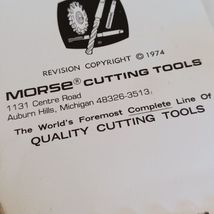 REVISION COPYRIGHT © 1974
MORSE® CUTTING TOOLS
1131 Centre Road
Auburn Hills, Michigan 48326-3513
The World's Foremost Complete Line Of
QUALITY CUTTING TOOLS